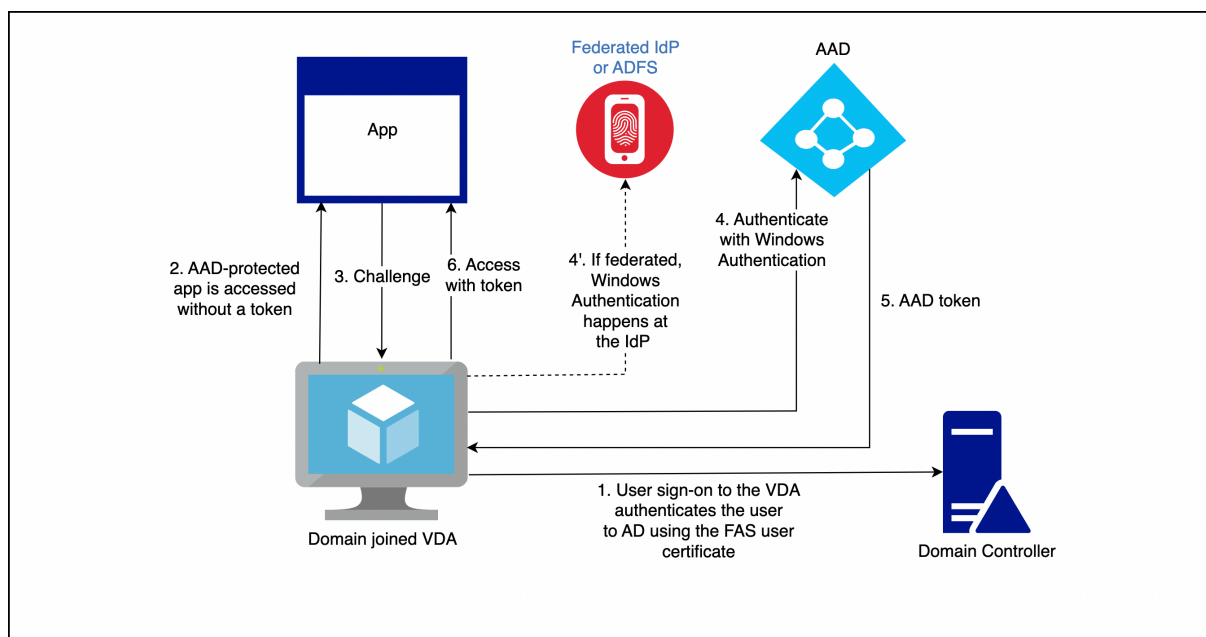 Federated IdP
or ADFS
AAD
App
2. AAD-protected
app is accessed
without a token
3. Challenge
6. Access
with token
4'. If federated,
Windows
Authentication
happens at
the IdP
4. Authenticate
with Windows
Authentication
5. AAD token
1. User sign-on to the VDA
authenticates the user
to AD using the FAS user
certificate
Domain joined VDA
Domain Controller